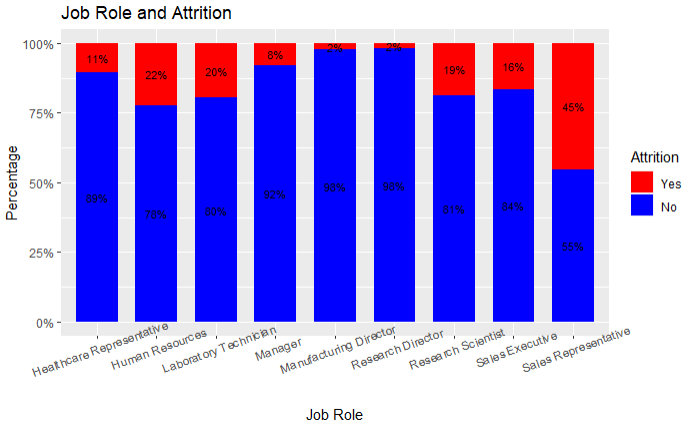 Job Role and Attrition
100%
75%
50%
25%
0%
Percentage
11%
22%
20%
8%
2%
2%
19%
16%
45%
89%
78%
80%
92%
98%
98%
81%
84%
55%
Healthcare Representative
Human Resources
Laboratory Technician
Manager
Manufacturing Director
Research Director
Research Scientist
Sales Executive
Sales Representative
Job Role
Attrition
Yes
No